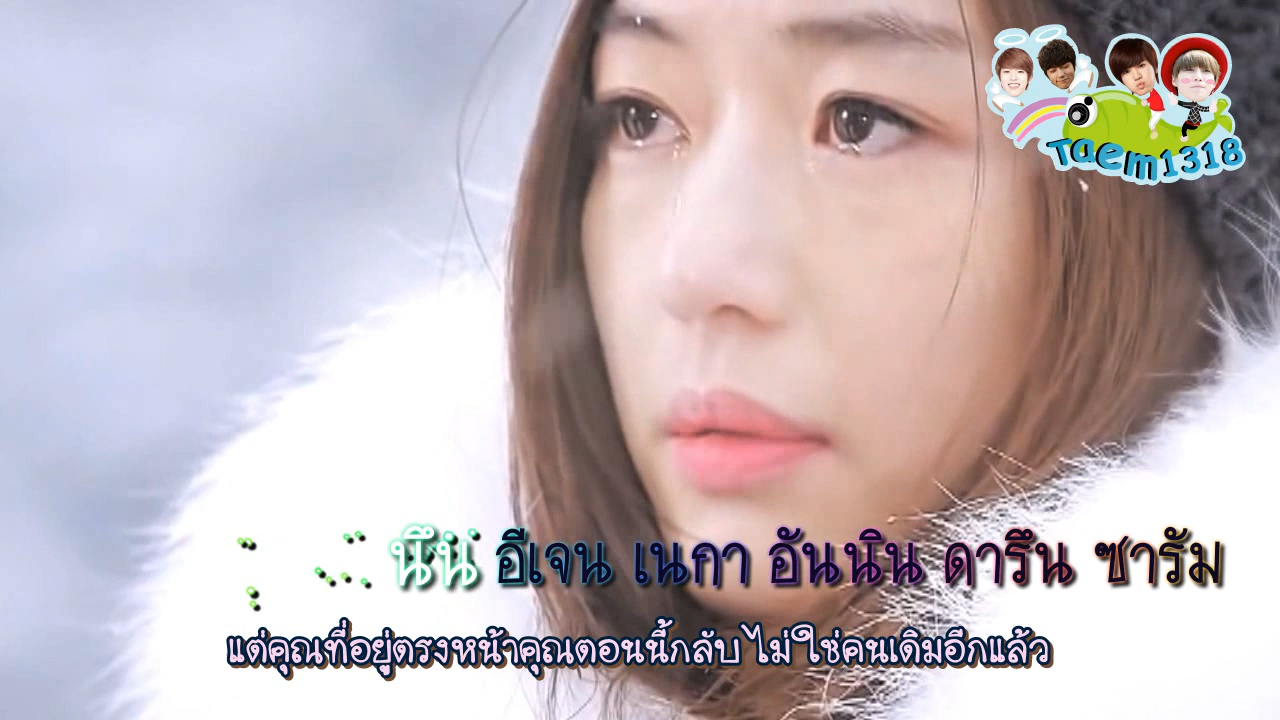 Taem1318
นึน อีเจน เนกา อันนิน ดารึน ซารัม
แต่คุณที่อยู่ตรงหน้าคุณตอนนี้กลับไม่ใช่คนเดิมอีกแล้ว